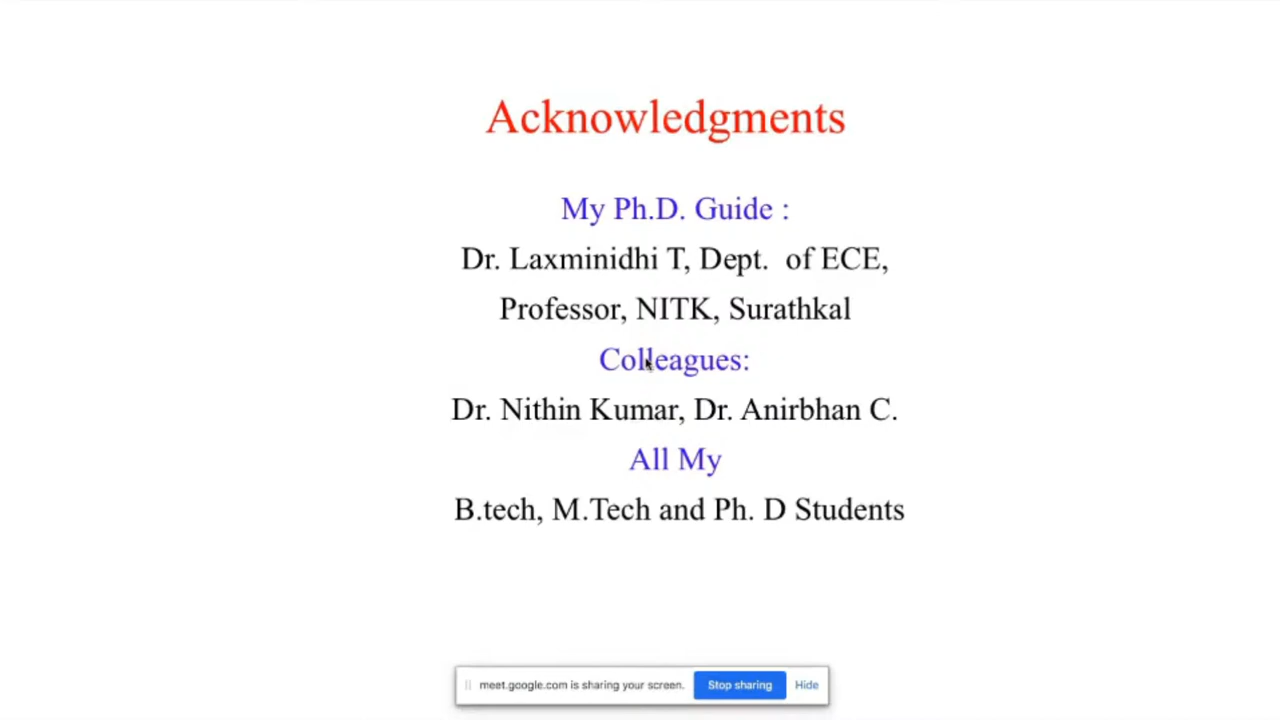 Acknowledgments
My Ph.D. Guide :
Dr. Laxminidhi T, Dept.  of ECE,
Professor, NITK, Surathkal
Colleagues:
Dr. Nithin Kumar, Dr. Anirbhan C.
All My
B.tech, M.Tech and Ph. D Students
meet.google.com is sharing your screen. Stop sharing Hide